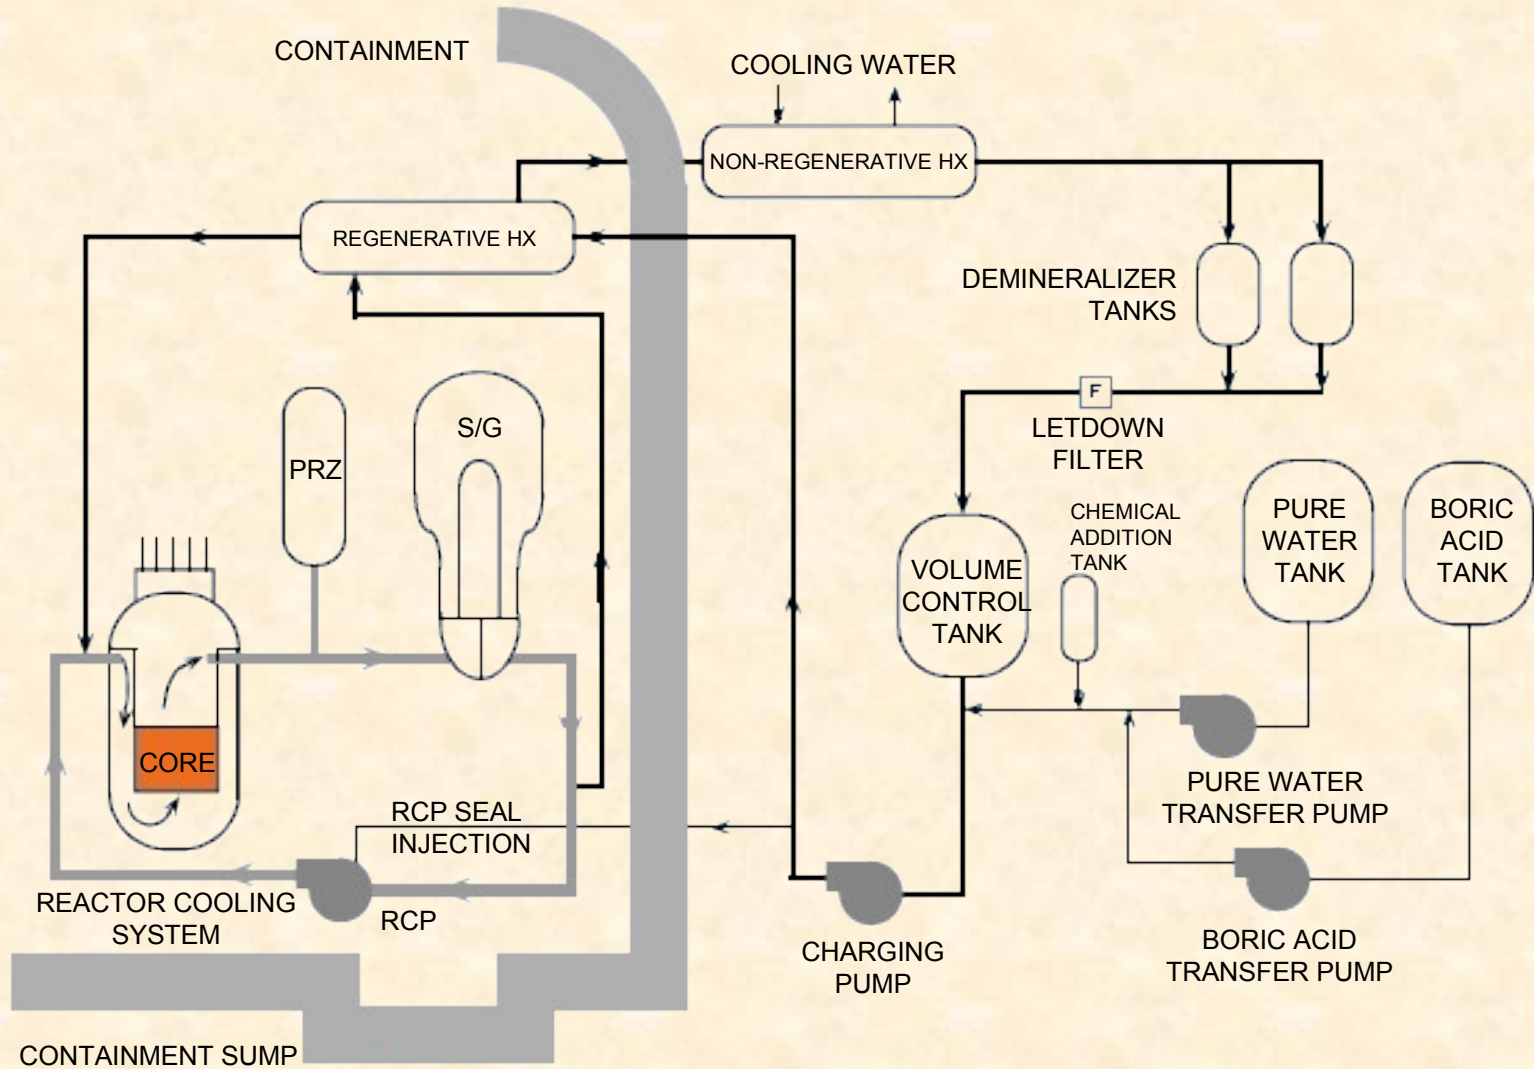 CONTAINMENT
COOLING WATER
NON-REGENERATIVE HX
REGENERATIVE HX
DEMINERALIZER
TANKS
F
LETDOWN
FILTER
S/G
PRZ
CHEMICAL
ADDITION
TANK
PURE
WATER
TANK
BORIC
ACID
TANK
VOLUME
CONTROL
TANK
CORE
PURE WATER
TRANSFER PUMP
RCP SEAL
INJECTION
REACTOR COOLING
SYSTEM
RCP
CHARGING
PUMP
BORIC ACID
TRANSFER PUMP
CONTAINMENT SUMP